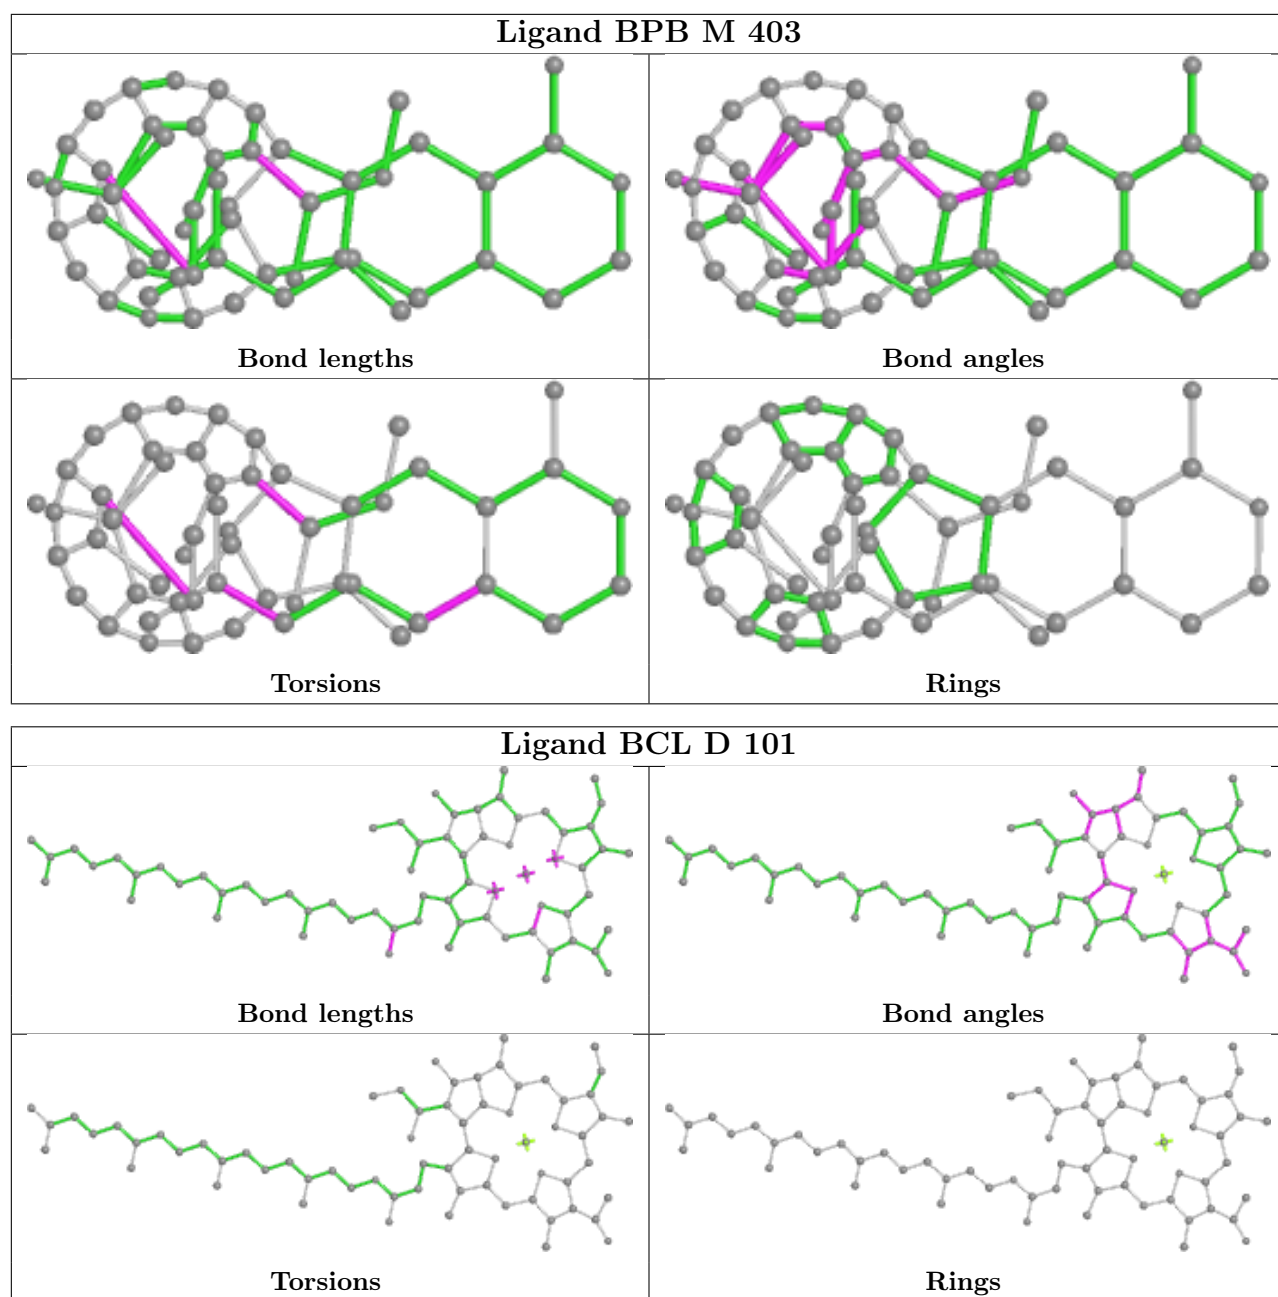 Ligand BPB M 403
Bond lengths
Bond angles
Torsions
Rings
Ligand BCL D 101
Bond lengths
Bond angles
Torsions
Rings